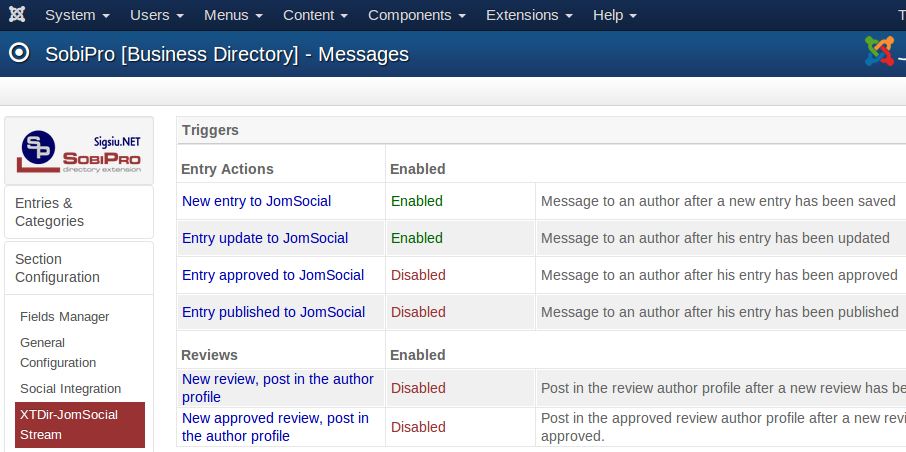 System Users Menus Content Components Extensions Help T
SobiPro [Business Directory] - Messages
Sigsiu.NET
SP
SOBIPRO
directory extension
Entries &
Categories
Section
Configuration
Fields Manager
General
Configuration
Social Integration
XTDir-JomSocial
Stream
Triggers
Entry Actions Enabled
New entry to JomSocial Enabled Message to an author after a new entry has been saved
Entry update to JomSocial Enabled Message to an author after his entry has been updated
Entry approved to JomSocial Disabled Message to an author after his entry has been approved
Entry published to JomSocial Disabled Message to an author after his entry has been published
Reviews Enabled
New review, post in the author
profile
Disabled Post in the review author profile after a new review has be
New approved review, post in
the author profile
Disabled
Post in the approved review author profile after a new revi
approved.